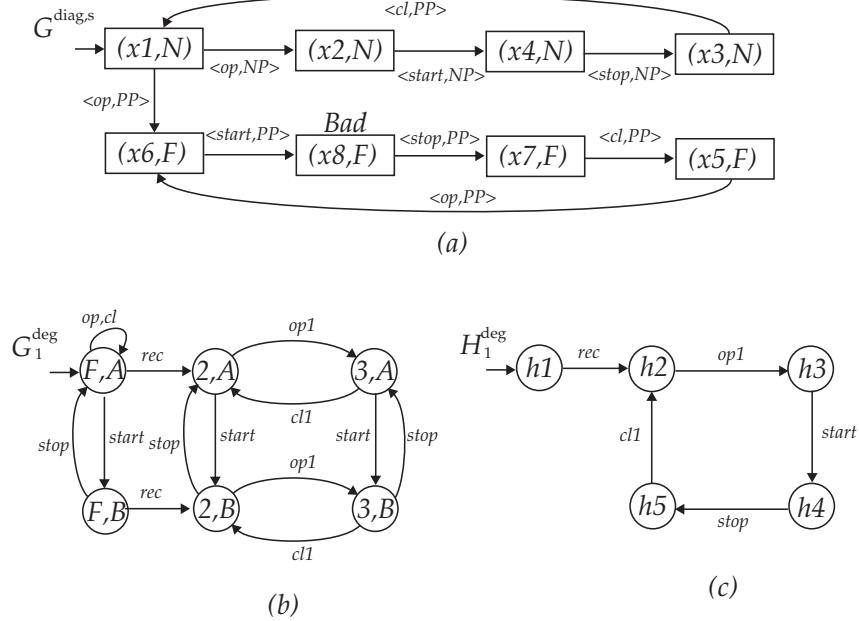 <cl,PP>
G^diag,s
(x1,N) (x2,N) (x4,N) (x3,N)
<op,NP> <start,NP> <stop,NP>
<op,PP>
Bad
<start,PP> <stop,PP> <cl,PP>
(x6,F) (x8,F) (x7,F) (x5,F)
<op,PP>
(a)
op,cl
G_1^deg
op1
F,A rec 2,A 3,A
cl1
stop start stop start start stop
op1
rec
F,B 2,B 3,B
cl1
(b)
H_1^deg
h1 rec h2 op1 h3
cl1 start
h5 h4
stop
(c)